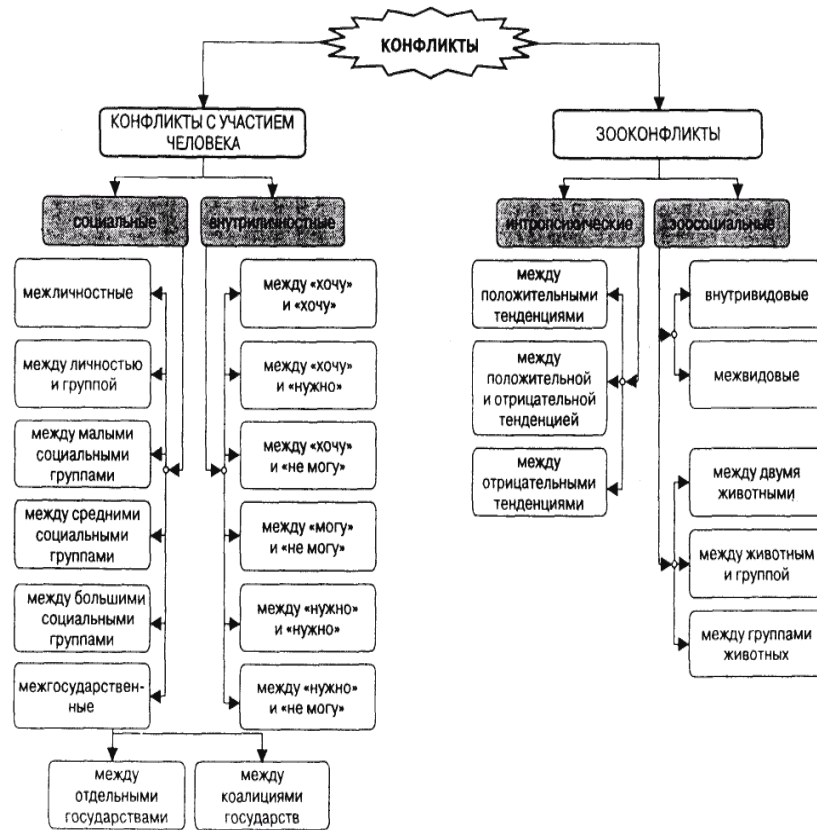 КОНФЛИКТЫ
КОНФЛИКТЫ С УЧАСТИЕМ
ЧЕЛОВЕКА
ЗООКОНФЛИКТЫ
социальные
внутриличностные
интропсихические
зоосоциальные
межличностные
между личностью
и группой
между малыми
социальными
группами
между средними
социальными
группами
между большими
социальными
группами
межгосударствен-
ные
между
отдельными
государствами
между
коалициями
государств
между «хочу»
и «хочу»
между «хочу»
и «нужно»
между «хочу»
и «не могу»
между «могу»
и «не могу»
между «нужно»
и «нужно»
между «нужно»
и «не могу»
между
положительными
тенденциями
между
положительной
и отрицательной
тенденцией
между
отрицательными
тенденциями
внутривидовые
межвидовые
между двумя
животными
между животным
и группой
между группами
животных